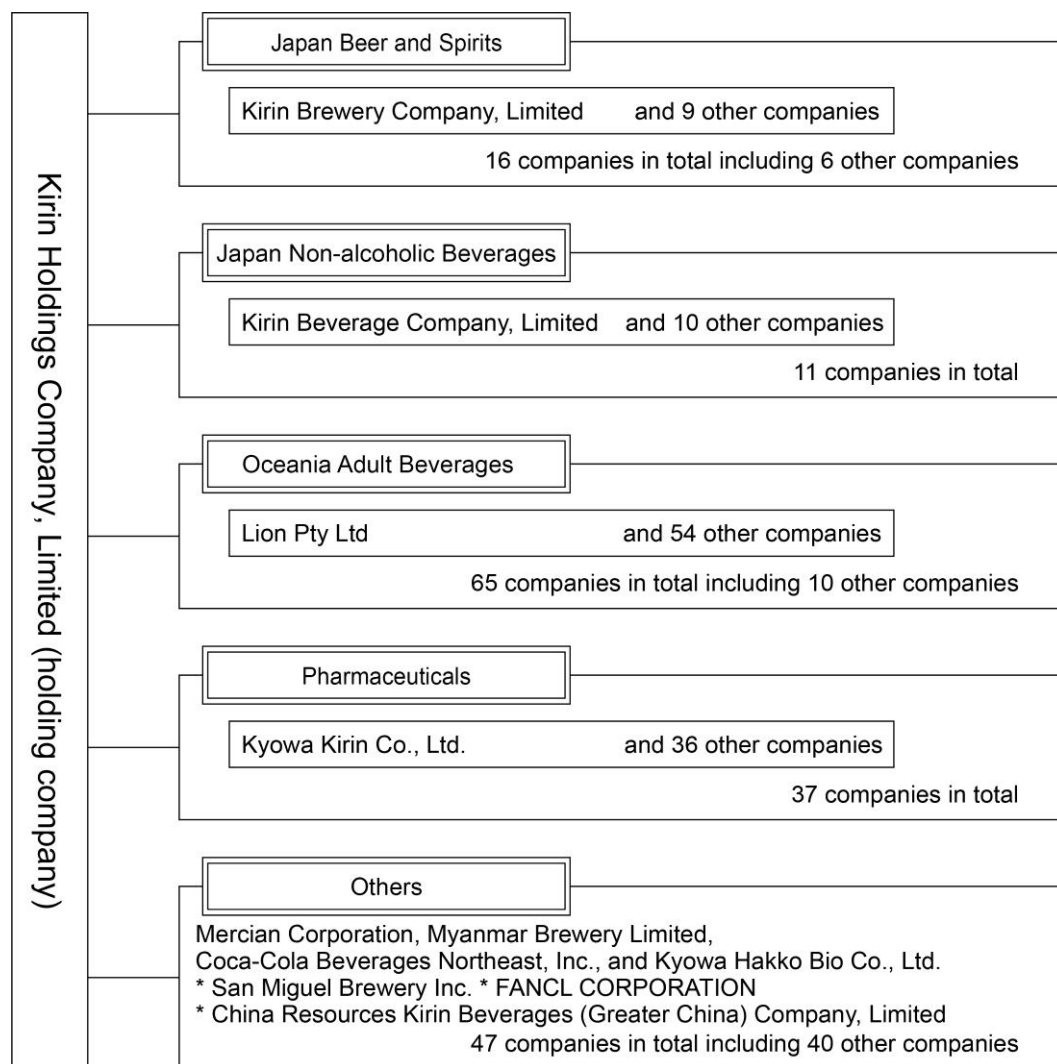 Kirin Holdings Company, Limited (holding company)
Japan Beer and Spirits
Kirin Brewery Company, Limited and 9 other companies
16 companies in total including 6 other companies
Japan Non-alcoholic Beverages
Kirin Beverage Company, Limited and 10 other companies
11 companies in total
Oceania Adult Beverages
Lion Pty Ltd and 54 other companies
65 companies in total including 10 other companies
Pharmaceuticals
Kyowa Kirin Co., Ltd. and 36 other companies
37 companies in total
Others
Mercian Corporation, Myanmar Brewery Limited,
Coca-Cola Beverages Northeast, Inc., and Kyowa Hakko Bio Co., Ltd.
* San Miguel Brewery Inc. * FANCL CORPORATION
* China Resources Kirin Beverages (Greater China) Company, Limited
47 companies in total including 40 other companies